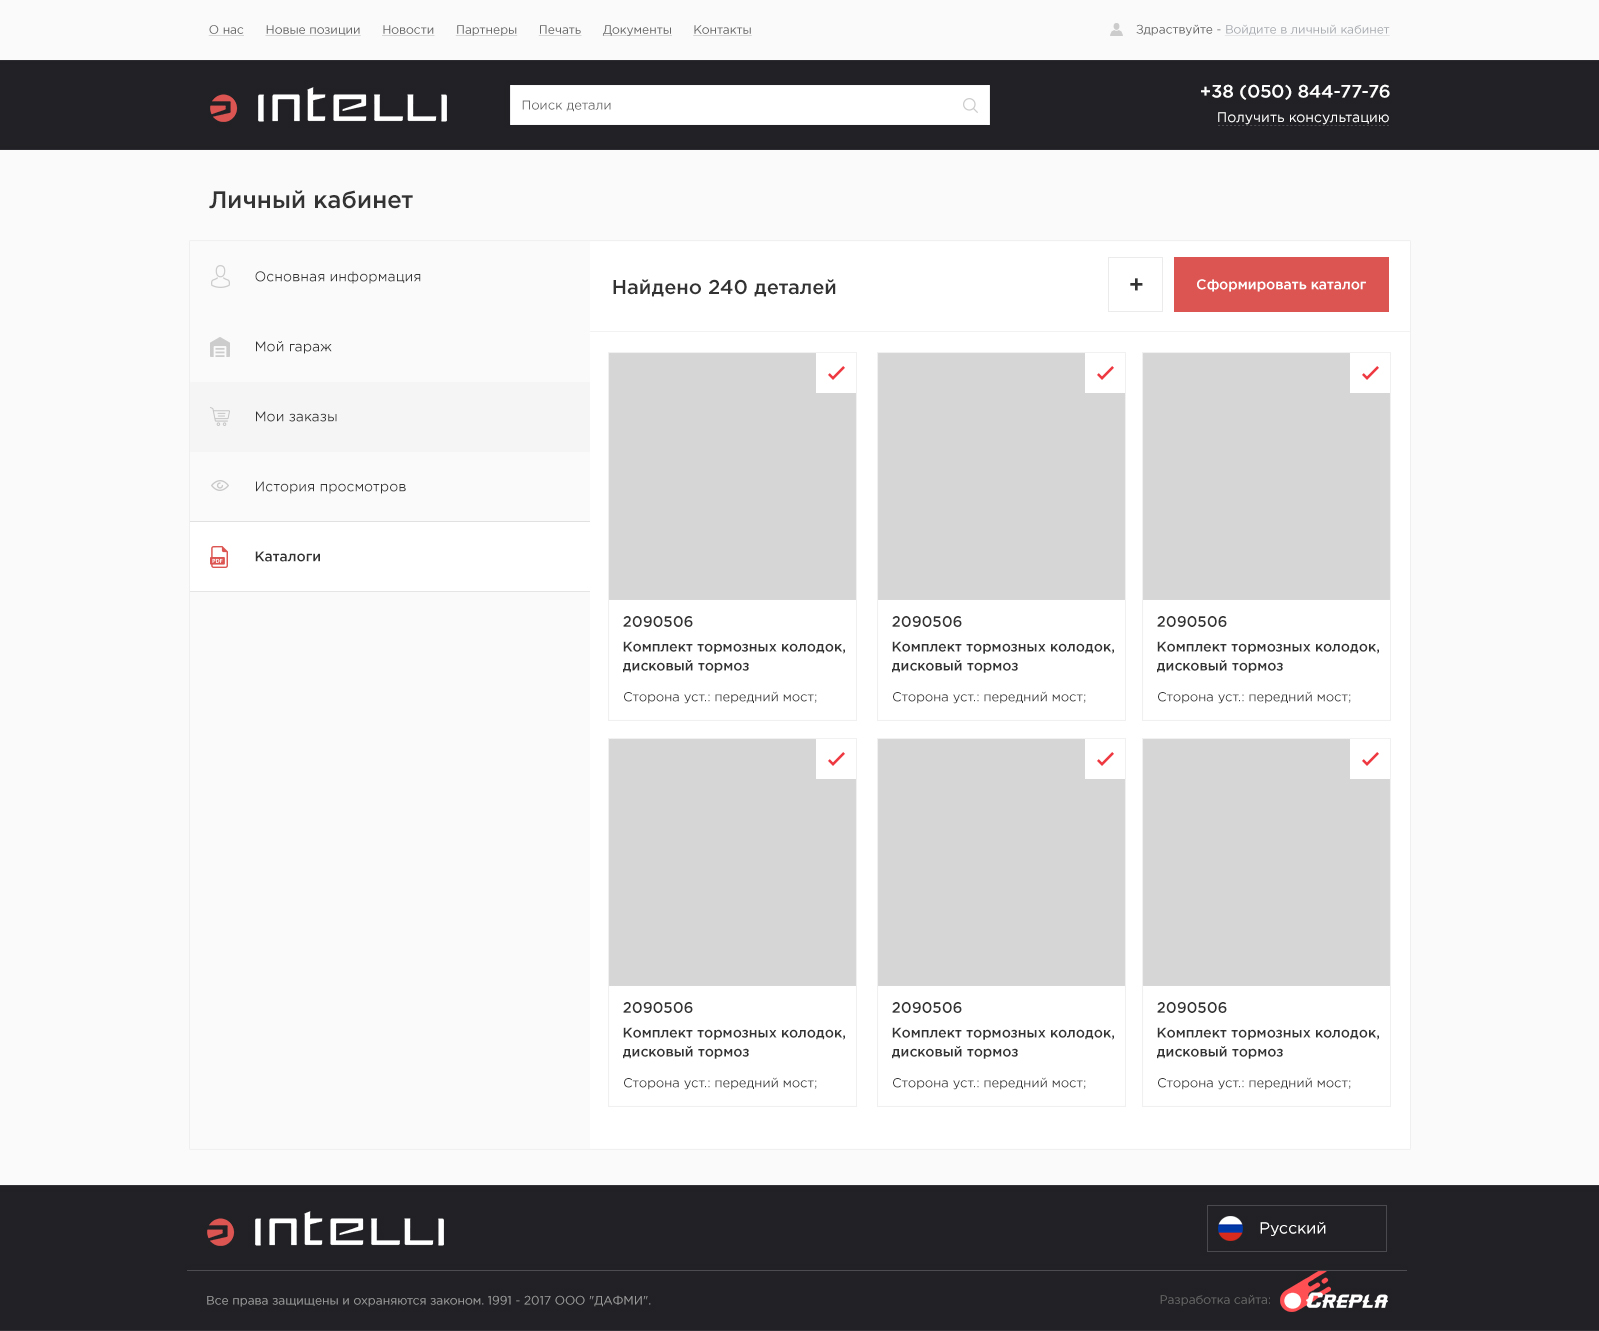 О нас Новые позиции Новости Партнеры Печать Документы Контакты Здраствуйте - Войдите в личный кабинет
INTELLI Поиск детали +38 (050) 844-77-76
Получить консультацию
Личный кабинет
Основная информация
Мой гараж
Мои заказы
История просмотров
PDF Каталоги
Найдено 240 деталей + Сформировать каталог
2090506
Комплект тормозных колодок,
дисковый тормоз
Сторона уст.: передний мост;
2090506
Комплект тормозных колодок,
дисковый тормоз
Сторона уст.: передний мост;
2090506
Комплект тормозных колодок,
дисковый тормоз
Сторона уст.: передний мост;
2090506
Комплект тормозных колодок,
дисковый тормоз
Сторона уст.: передний мост;
2090506
Комплект тормозных колодок,
дисковый тормоз
Сторона уст.: передний мост;
2090506
Комплект тормозных колодок,
дисковый тормоз
Сторона уст.: передний мост;
INTELLI Русский
Все права защищены и охраняются законом. 1991 - 2017 ООО "ДАФМИ". Разработка сайта: CREPLA